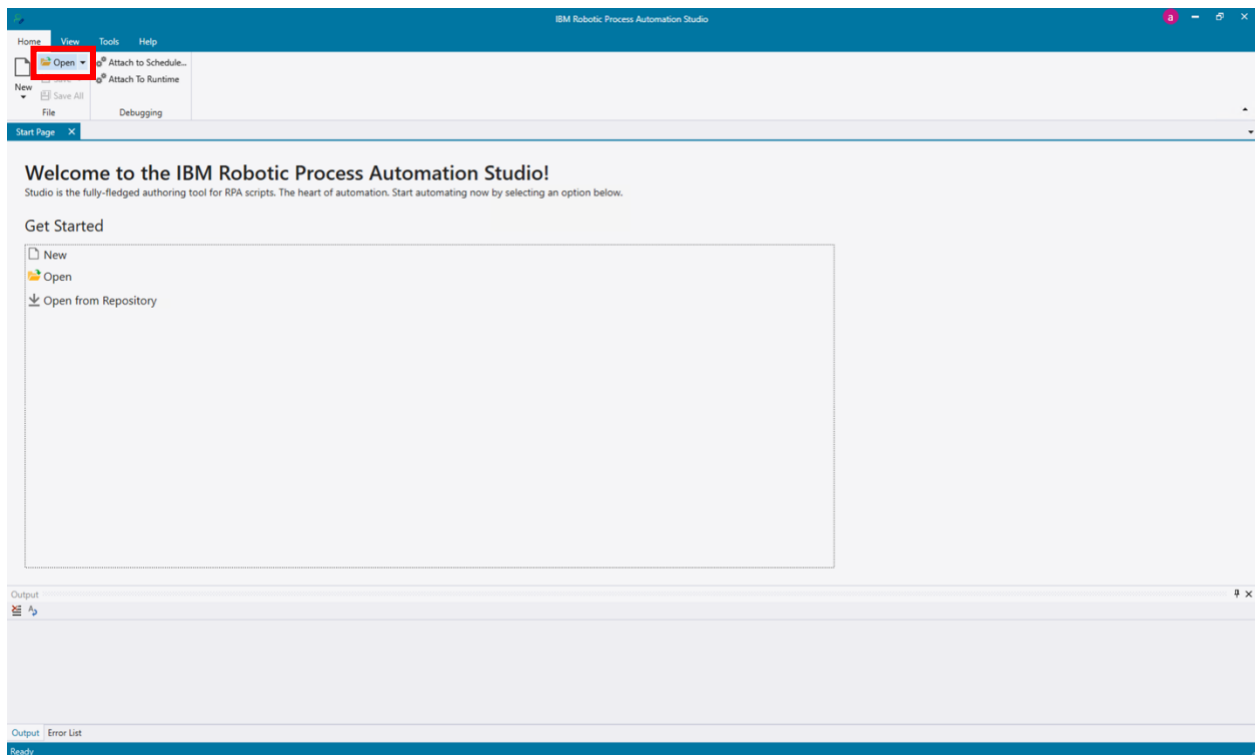 IBM Robotic Process Automation Studio
a
Home View Tools Help
New
Open
Save All
File
Attach to Schedule...
Attach To Runtime
Debugging
Start Page
Welcome to the IBM Robotic Process Automation Studio!
Studio is the fully-fledged authoring tool for RPA scripts. The heart of automation. Start automating now by selecting an option below.
Get Started
New
Open
Open from Repository
Output
Output Error List
Ready